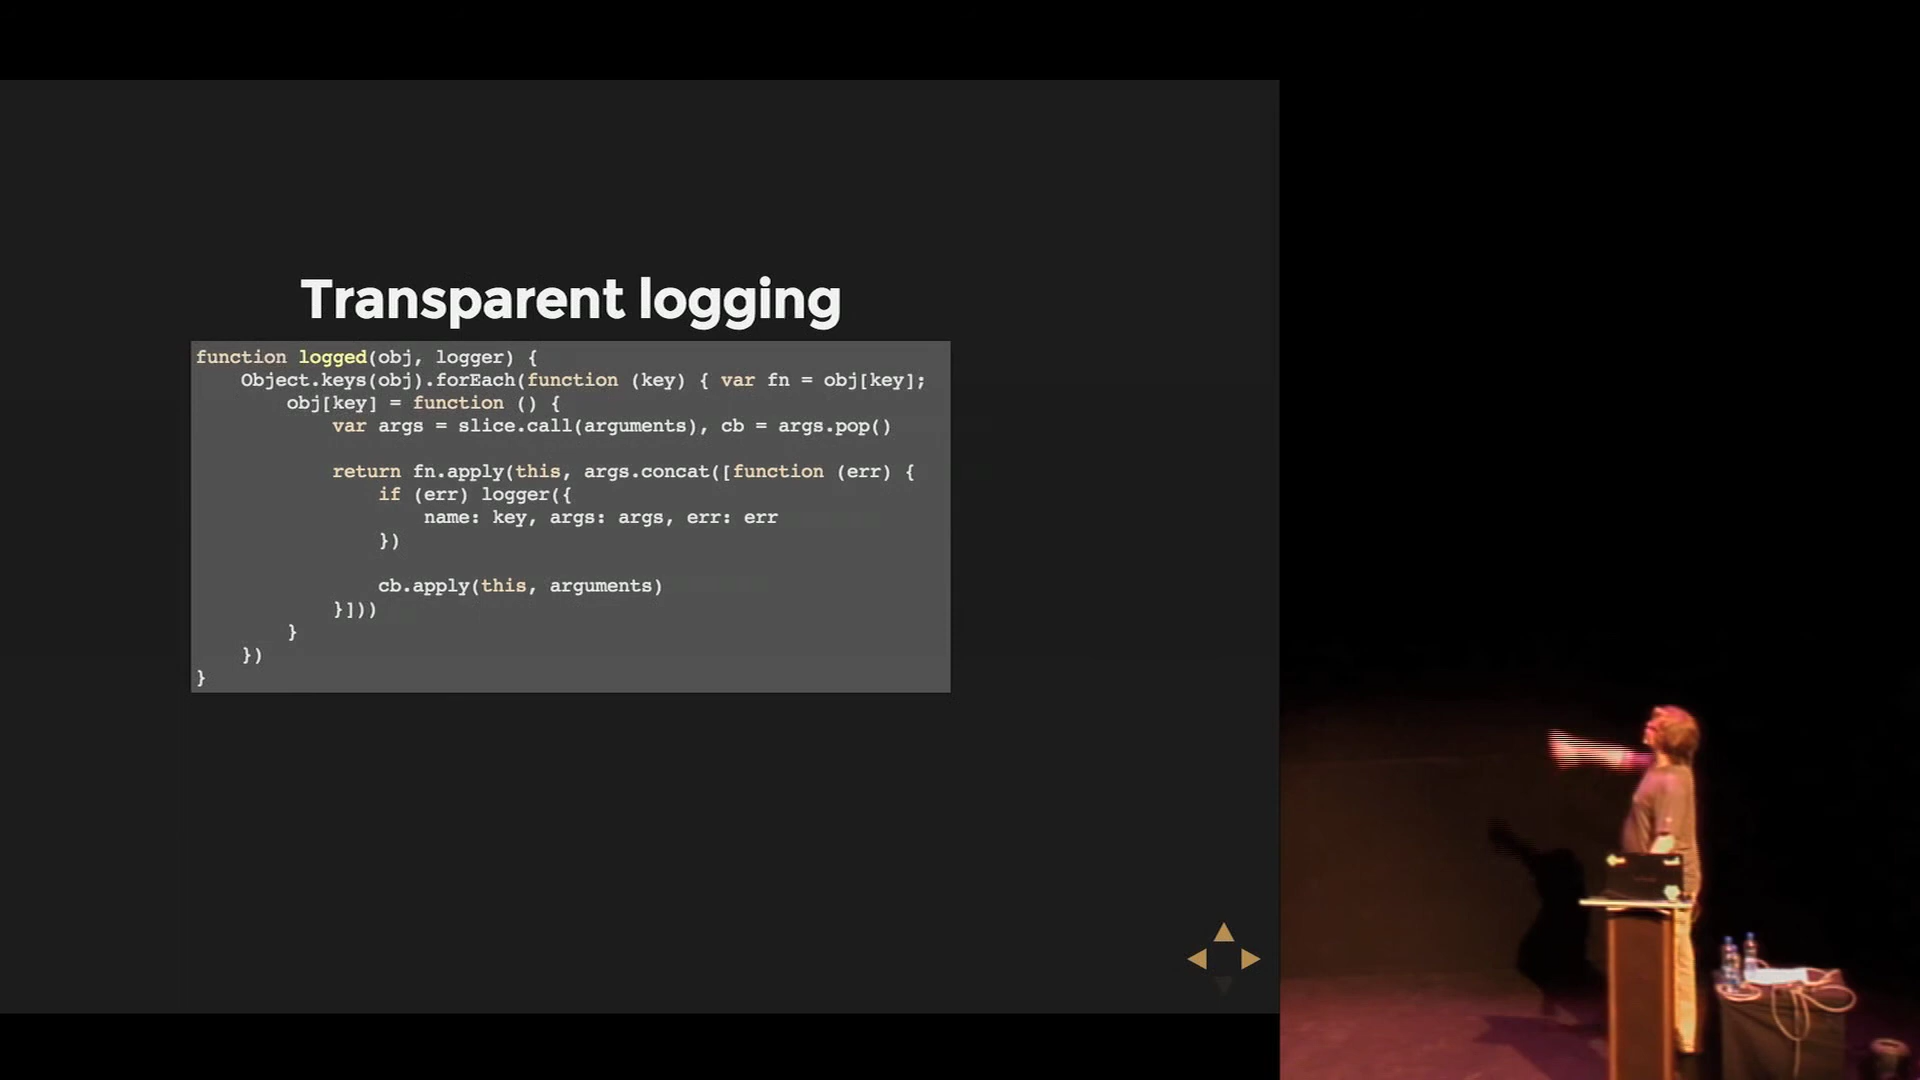 Transparent logging
function logged(obj, logger) {
    Object.keys(obj).forEach(function (key) { var fn = obj[key];
        obj[key] = function () {
            var args = slice.call(arguments), cb = args.pop()

            return fn.apply(this, args.concat([function (err) {
                if (err) logger({
                    name: key, args: args, err: err
                })

                cb.apply(this, arguments)
            }]))
        }
    })
}